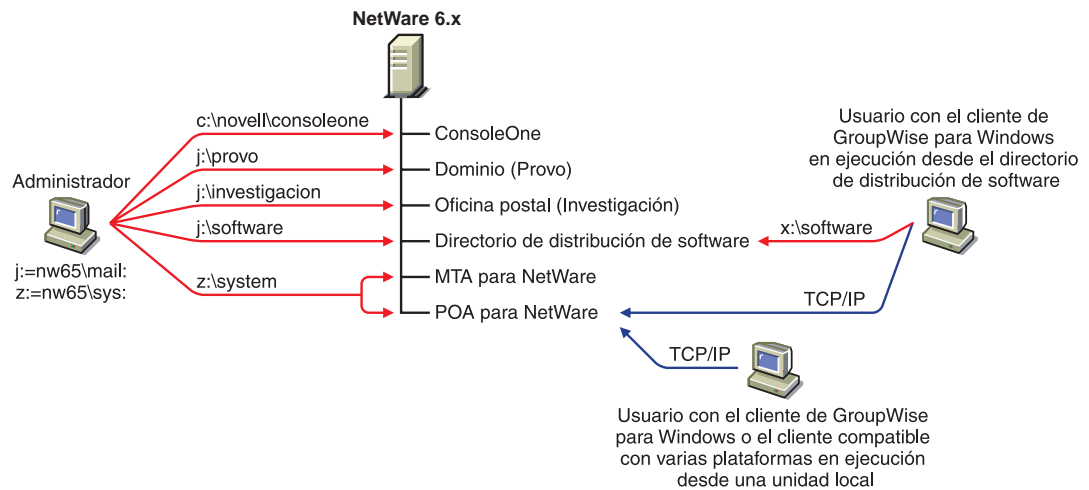 NetWare 6.x
c:\novell\consoleone
ConsoleOne
j:\provo
Dominio (Provo)
Administrador
j:\investigacion
Oficina postal (Investigación)
j:\software
Directorio de distribución de software
j:=nw65\mail:
z:=nw65\sys:
z:\system
MTA para NetWare
POA para NetWare
Usuario con el cliente de
GroupWise para Windows
en ejecución desde el directorio
de distribución de software
x:\software
TCP/IP
TCP/IP
Usuario con el cliente de GroupWise
para Windows o el cliente compatible
con varias plataformas en ejecución
desde una unidad local